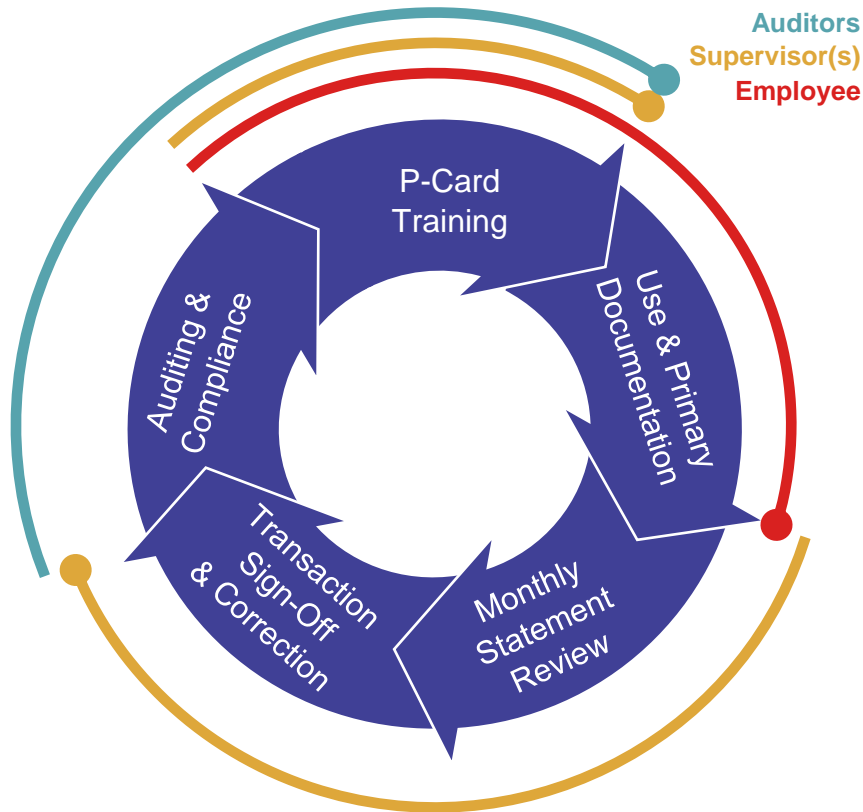 Auditors
Supervisor(s)
Employee
P-Card
Training
Use & Primary
Documentation
Monthly
Statement
Review
Transaction
Sign-Off
& Correction
Auditing &
Compliance